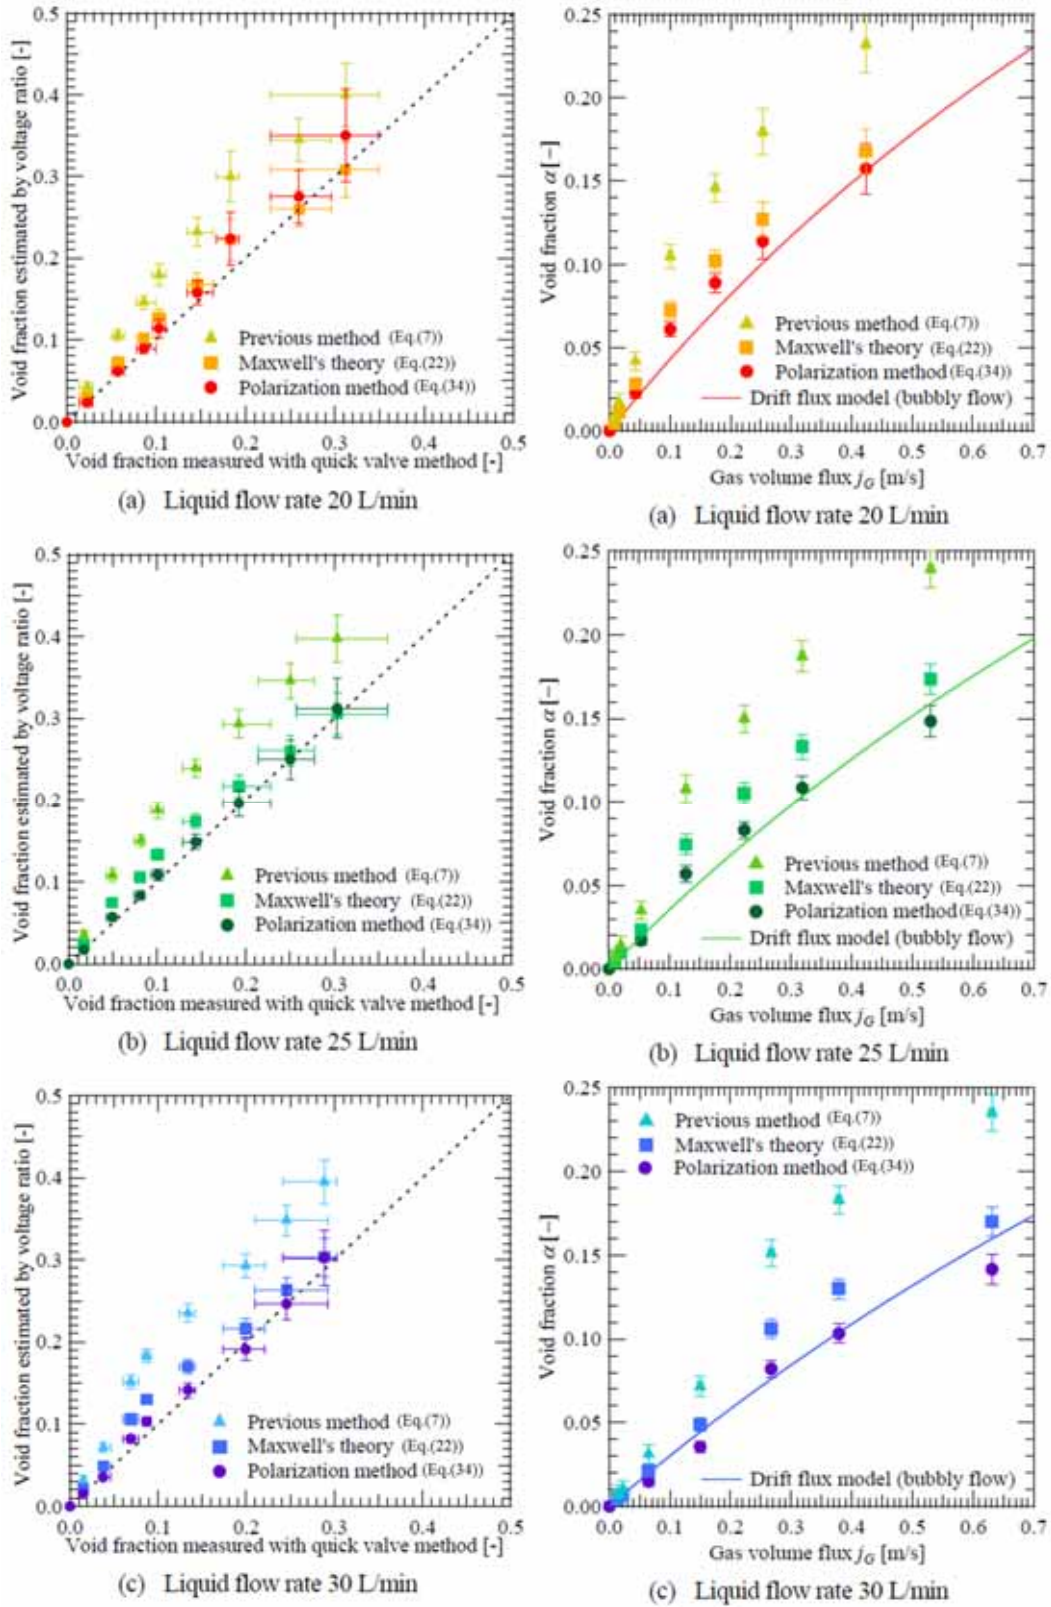 Void fraction estimated by voltage ratio [-]
0.5
0.4
0.3
0.2
0.1
0.0
Previous method (Eq.(7))
Maxwell's theory (Eq.(22))
Polarization method (Eq.(34))
0.0 0.1 0.2 0.3 0.4 0.5
Void fraction measured with quick valve method [-]
(a) Liquid flow rate 20 L/min
Void fraction α [−]
0.25
0.20
0.15
0.10
0.05
0.00
Previous method (Eq.(7))
Maxwell's theory (Eq.(22))
Polarization method (Eq.(34))
Drift flux model (bubbly flow)
0.0 0.1 0.2 0.3 0.4 0.5 0.6 0.7
Gas volume flux j_G [m/s]
(a) Liquid flow rate 20 L/min
Void fraction estimated by voltage ratio [-]
0.5
0.4
0.3
0.2
0.1
0.0
Previous method (Eq.(7))
Maxwell's theory (Eq.(22))
Polarization method (Eq.(34))
0.0 0.1 0.2 0.3 0.4 0.5
Void fraction measured with quick valve method [-]
(b) Liquid flow rate 25 L/min
Void fraction α [−]
0.25
0.20
0.15
0.10
0.05
0.00
Previous method (Eq.(7))
Maxwell's theory (Eq.(22))
Polarization method(Eq.(34))
Drift flux model (bubbly flow)
0.0 0.1 0.2 0.3 0.4 0.5 0.6 0.7
Gas volume flux j_G [m/s]
(b) Liquid flow rate 25 L/min
Void fraction estimated by voltage ratio [-]
0.5
0.4
0.3
0.2
0.1
0.0
Previous method (Eq.(7))
Maxwell's theory (Eq.(22))
Polarization method (Eq.(34))
0.0 0.1 0.2 0.3 0.4 0.5
Void fraction measured with quick valve method [-]
(c) Liquid flow rate 30 L/min
Void fraction α [−]
0.25
0.20
0.15
0.10
0.05
0.00
Previous method (Eq.(7))
Maxwell's theory (Eq.(22))
Polarization method (Eq.(34))
Drift flux model (bubbly flow)
0.0 0.1 0.2 0.3 0.4 0.5 0.6 0.7
Gas volume flux j_G [m/s]
(c) Liquid flow rate 30 L/min